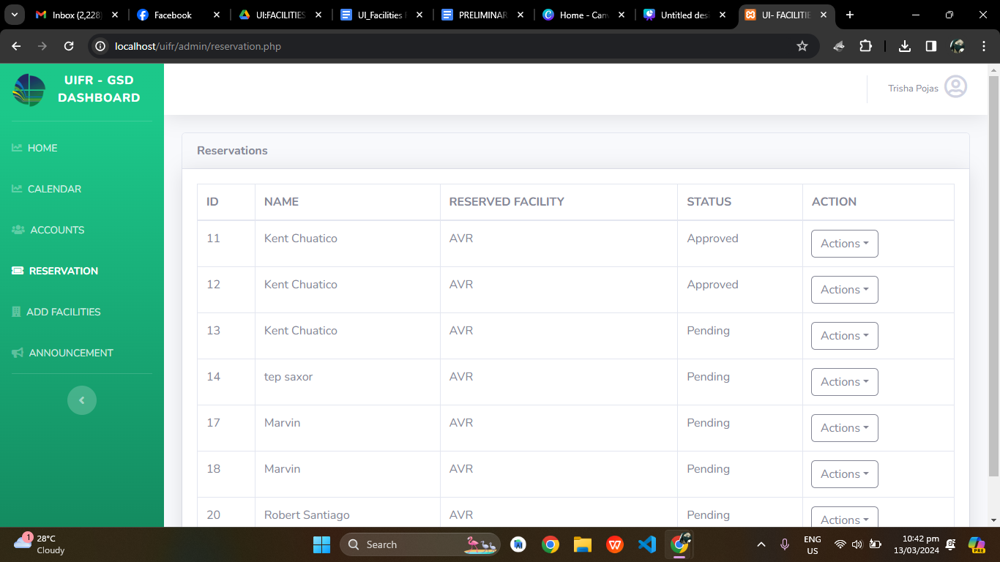 Inbox (2,228)
Facebook
UI:FACILITIES
UI_Facilities
PRELIMINAR
Home - Can
Untitled des
UI- FACILITIE
localhost/uifr/admin/reservation.php
UIFR - GSD
DASHBOARD
HOME
CALENDAR
ACCOUNTS
RESERVATION
ADD FACILITIES
ANNOUNCEMENT
Trisha Pojas
Reservations
ID NAME RESERVED FACILITY STATUS ACTION
11 Kent Chuatico AVR Approved Actions
12 Kent Chuatico AVR Approved Actions
13 Kent Chuatico AVR Pending Actions
14 tep saxor AVR Pending Actions
17 Marvin AVR Pending Actions
18 Marvin AVR Pending Actions
20 Robert Santiago AVR Pending Actions
1
28°C
Cloudy
Search
ENG
US
10:42 pm
13/03/2024
PRE